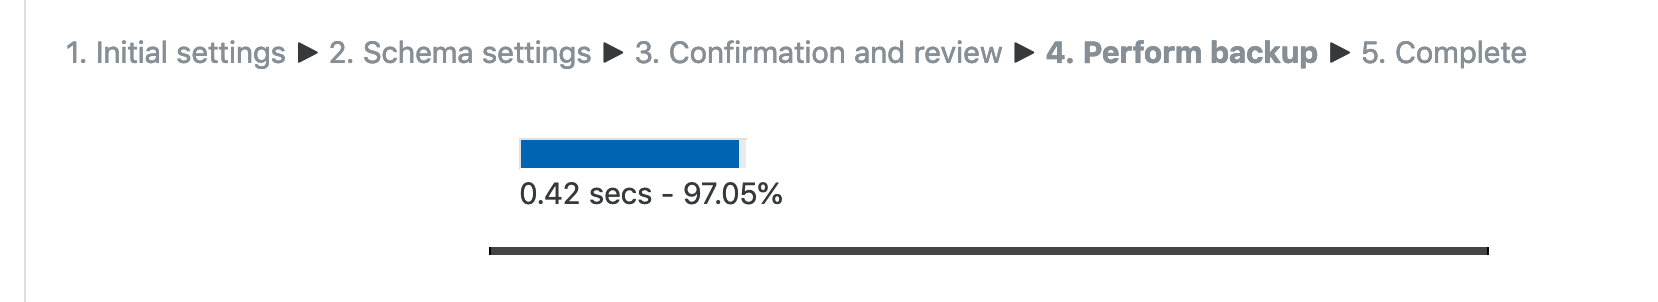 1. Initial settings ► 2. Schema settings ► 3. Confirmation and review ► 4. Perform backup ► 5. Complete
0.42 secs - 97.05%